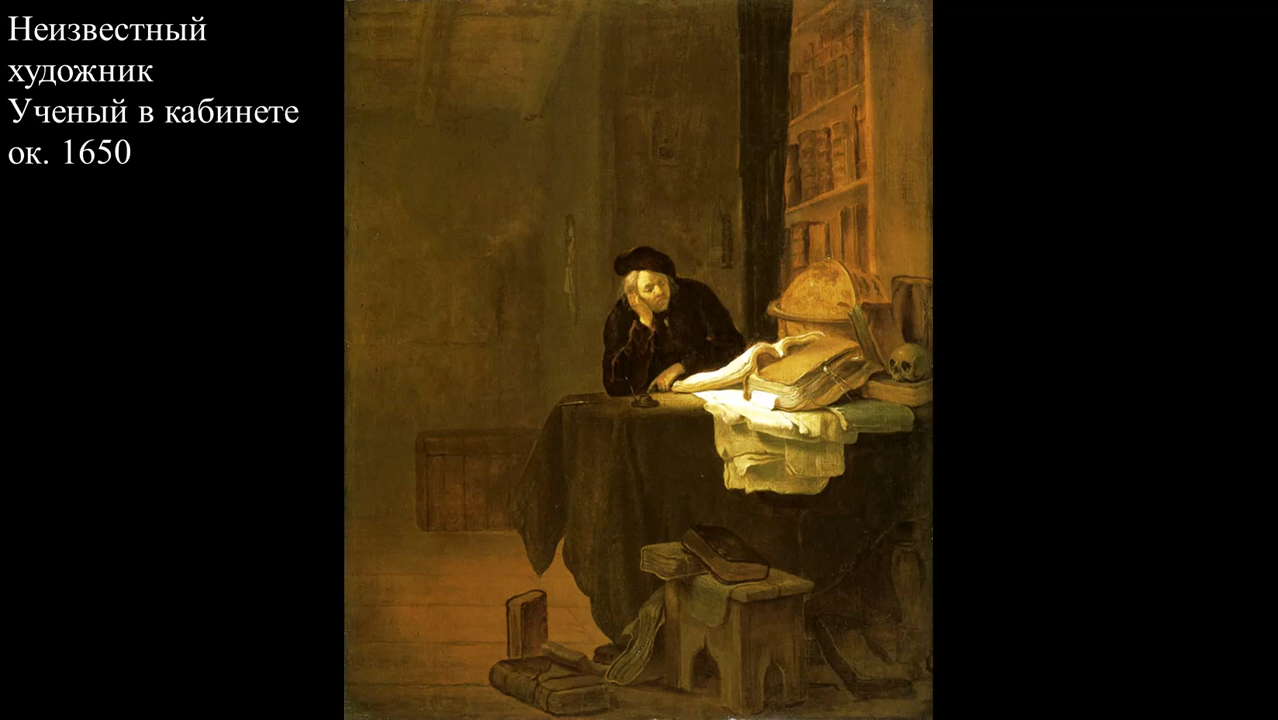 Неизвестный
художник
Ученый в кабинете
ок. 1650